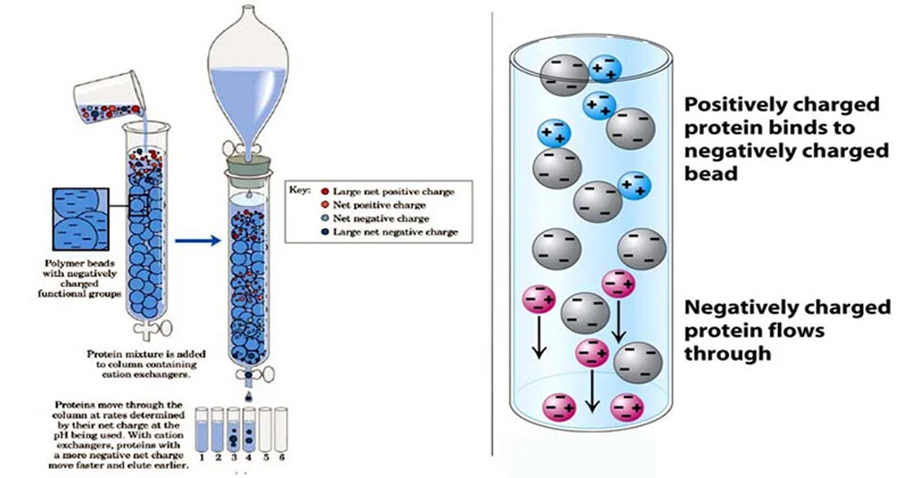 Key:
Large net positive charge
Net positive charge
Net negative charge
Large net negative charge
Polymer beads
with negatively
charged
functional groups
Protein mixture is added
to column containing
cation exchangers.
Proteins move through the
column at rates determined
by their net charge at the
pH being used. With cation
exchangers, proteins with
a more negative net charge
move faster and elute earlier.
1 2 3 4 5 6
Positively charged
protein binds to
negatively charged
bead
Negatively charged
protein flows
through